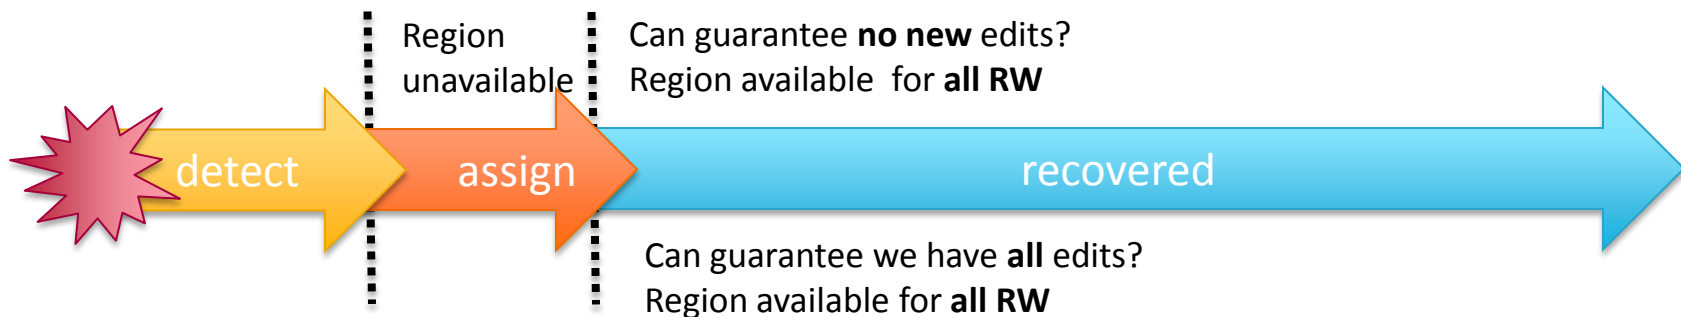 Region
unavailable
Can guarantee no new edits?
Region available  for all RW
detect
assign
recovered
Can guarantee we have all edits?
Region available for all RW